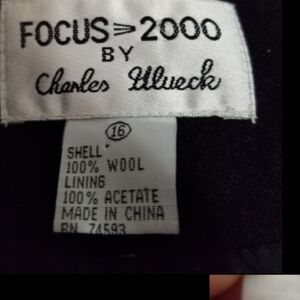 FOCUS 2000
BY
Charles Glueck
16
SHELL
100% WOOL
LINING
100% ACETATE
MADE IN CHINA
RN 74593